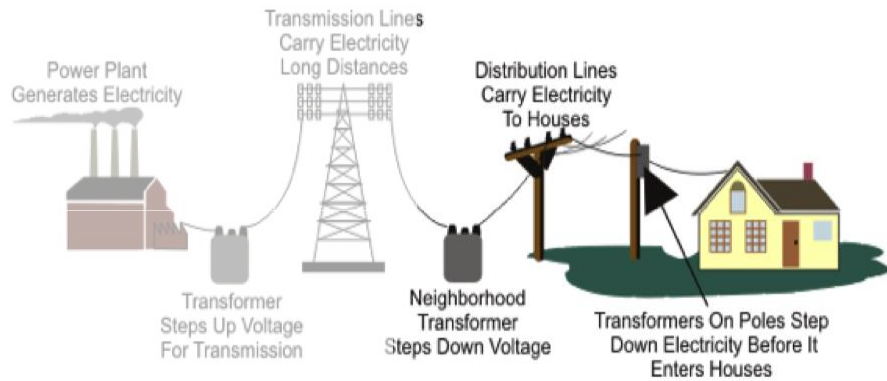 Power Plant
Generates Electricity
Transmission Lines
Carry Electricity
Long Distances
Distribution Lines
Carry Electricity
To Houses
Transformer
Steps Up Voltage
For Transmission
Neighborhood
Transformer
Steps Down Voltage
Transformers On Poles Step
Down Electricity Before It
Enters Houses